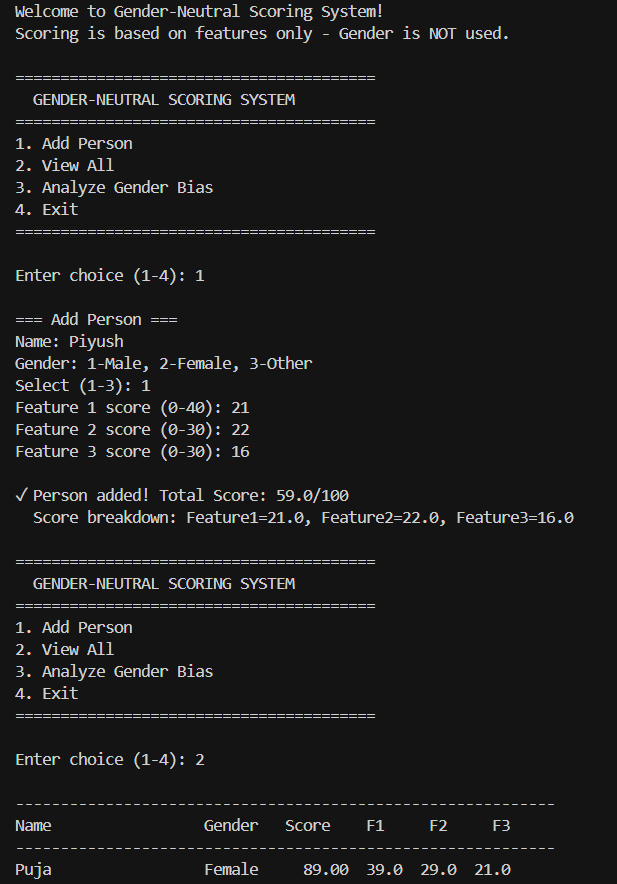 Welcome to Gender-Neutral Scoring System!
Scoring is based on features only - Gender is NOT used.
========================================
GENDER-NEUTRAL SCORING SYSTEM
========================================
1. Add Person
2. View All
3. Analyze Gender Bias
4. Exit
========================================
Enter choice (1-4): 1
=== Add Person ===
Name: Piyush
Gender: 1-Male, 2-Female, 3-Other
Select (1-3): 1
Feature 1 score (0-40): 21
Feature 2 score (0-30): 22
Feature 3 score (0-30): 16
✓ Person added! Total Score: 59.0/100
Score breakdown: Feature1=21.0, Feature2=22.0, Feature3=16.0
========================================
GENDER-NEUTRAL SCORING SYSTEM
========================================
1. Add Person
2. View All
3. Analyze Gender Bias
4. Exit
========================================
Enter choice (1-4): 2
------------------------------------------------------------
Name Gender Score F1 F2 F3
------------------------------------------------------------
Puja Female 89.00 39.0 29.0 21.0